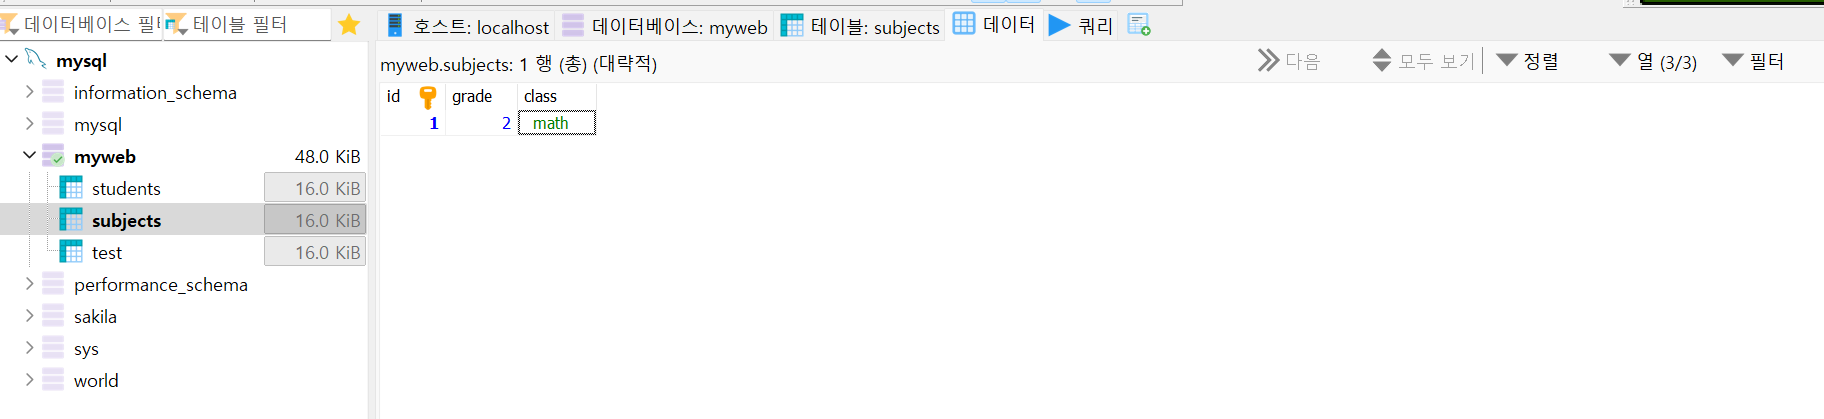 데이터베이스 필 테이블 필터
호스트: localhost 데이터베이스: myweb 테이블: subjects 데이터 쿼리
mysql
information_schema
mysql
myweb 48.0 KiB
students 16.0 KiB
subjects 16.0 KiB
test 16.0 KiB
performance_schema
sakila
sys
world
myweb.subjects: 1 행 (총) (대략적) 다음 모두 보기 정렬 열 (3/3) 필터
id grade class
1 2 math